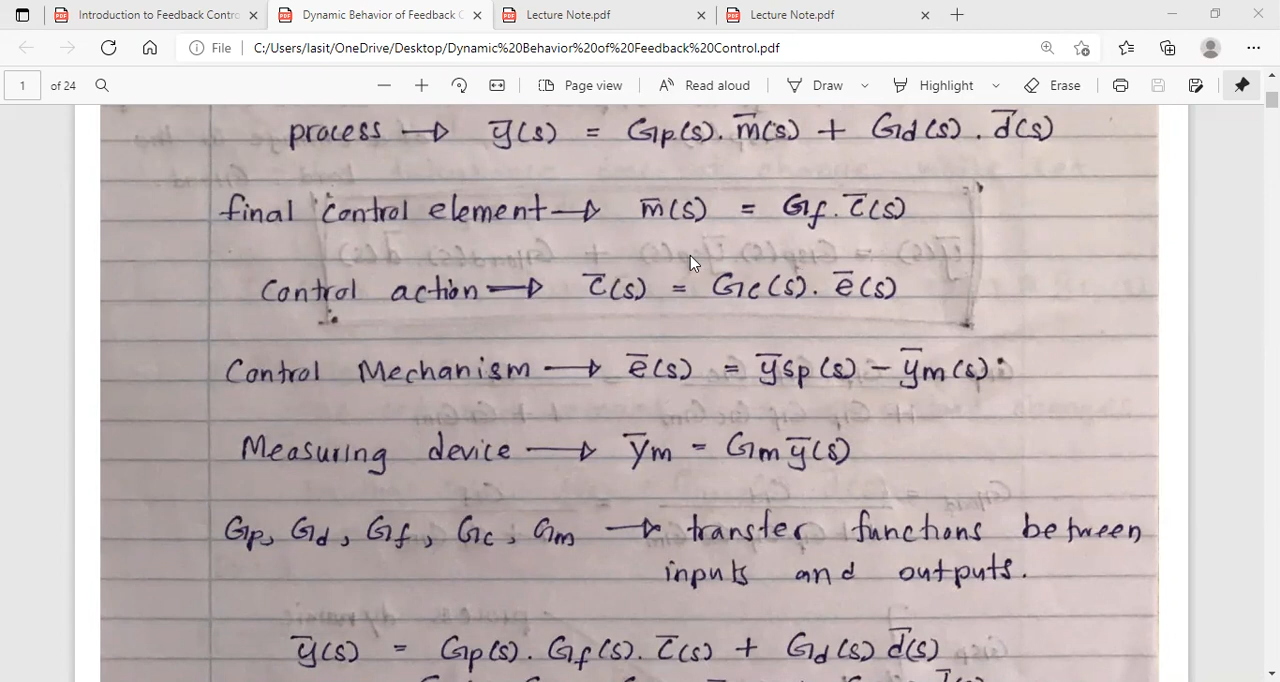 Introduction to Feedback Contro
Dynamic Behavior of Feedback C
Lecture Note.pdf
Lecture Note.pdf
File
C:/Users/lasit/OneDrive/Desktop/Dynamic%20Behavior%20of%20Feedback%20Control.pdf
1 of 24
Page view
Read aloud
Draw
Highlight
Erase
process → ȳ(s) = Gp(s). m̄(s) + Gd(s). d̄(s)
final control element → m̄(s) = Gf. c̄(s)
Control action → c̄(s) = Gc(s). ē(s)
Control Mechanism → ē(s) = ȳsp(s) - ȳm(s)
Measuring device → ȳm = Gm ȳ(s)
Gp, Gd, Gf, Gc, Gm → transfer functions between
inputs and outputs.
ȳ(s) = Gp(s). Gf(s). c̄(s) + Gd(s) d̄(s)